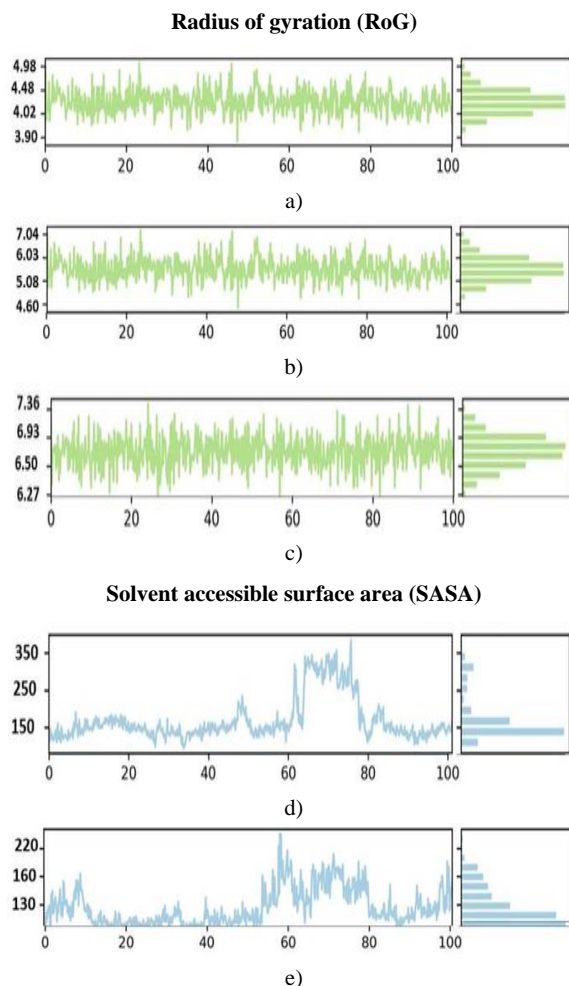 Radius of gyration (RoG)
4.98
4.48
4.02
3.90
0 20 40 60 80 100
a)
7.04
6.03
5.08
4.60
0 20 40 60 80 100
b)
7.36
6.93
6.50
6.27
0 20 40 60 80 100
c)
Solvent accessible surface area (SASA)
350
250
150
0 20 40 60 80 100
d)
220
160
130
0 20 40 60 80 100
e)